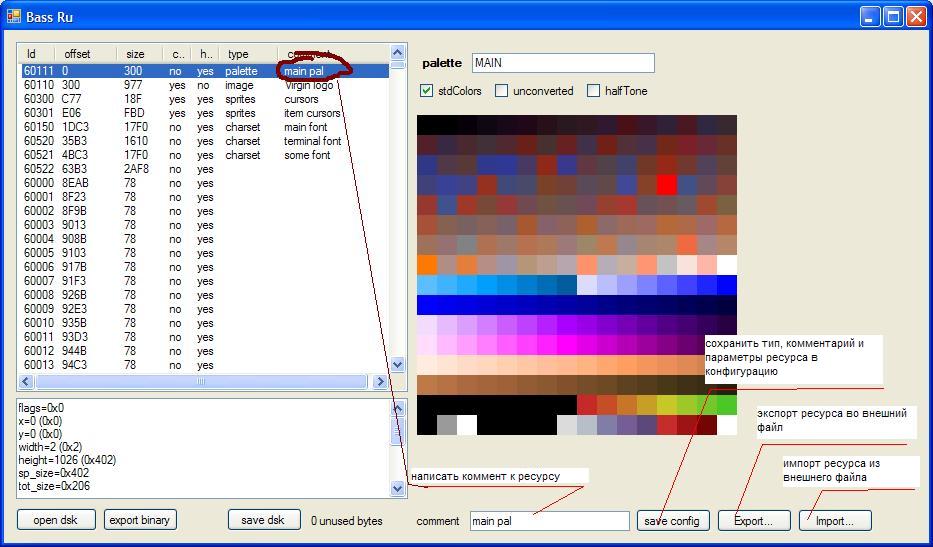 Bass Ru
Id offset size c.. h.. type comment
60111 0 300 no yes palette main pal
60110 300 977 yes no image Virgin logo
60300 C77 18F yes yes sprites cursors
60301 E06 FBD yes yes sprites item cursors
60150 1DC3 17F0 no yes charset main font
60520 35B3 1610 no yes charset teminal font
60521 4BC3 17F0 no yes charset some font
60522 63B3 2AF8 no yes
60000 8EAB 78 no yes
60001 8F23 78 no yes
60002 8F9B 78 no yes
60003 9013 78 no yes
60004 908B 78 no yes
60005 9103 78 no yes
60006 917B 78 no yes
60007 91F3 78 no yes
60008 926B 78 no yes
60009 92E3 78 no yes
60010 935B 78 no yes
60011 93D3 78 no yes
60012 944B 78 no yes
60013 94C3 78 no yes
palette MAIN
stdColors unconverted halfTone
сохранить тип, комментарий и
параметры ресурса в
конфигурацию
экспорт ресурса во внешний
файл
импорт ресурса из
внешнего файла
написать коммент к ресурсу
flags=0x0
x=0 (0x0)
y=0 (0x0)
width=2 (0x2)
height=1026 (0x402)
sp_size=0x402
tot_size=0x206
open dsk export binary save dsk 0 unused bytes comment main pal save config Export... Import...